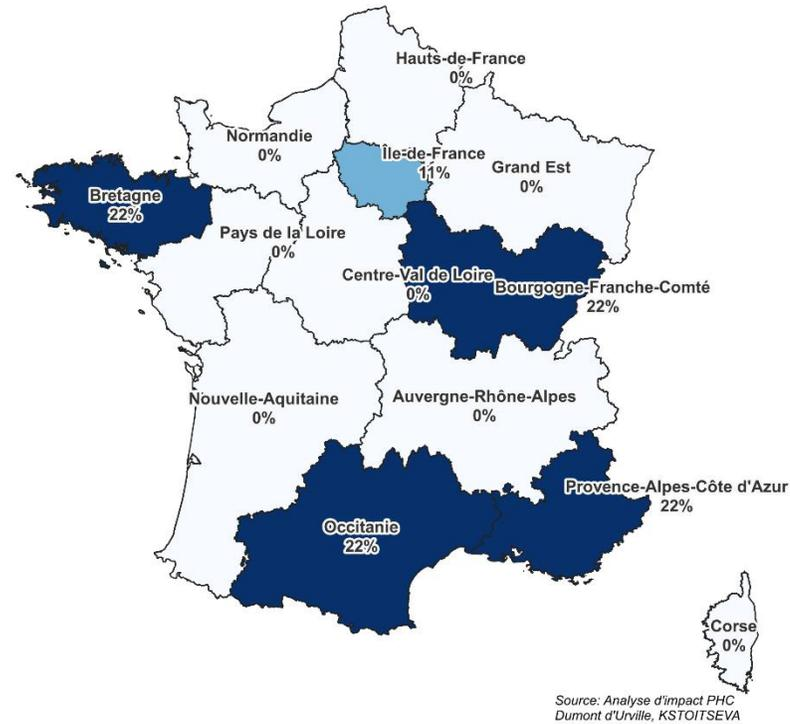 Hauts-de-France
0%
Normandie
0%
Île-de-France
11%
Grand Est
0%
Bretagne
22%
Pays de la Loire
0%
Centre-Val de Loire
0%
Bourgogne-Franche-Comté
22%
Nouvelle-Aquitaine
0%
Auvergne-Rhône-Alpes
0%
Provence-Alpes-Côte d'Azur
22%
Occitanie
22%
Corse
0%
Source: Analyse d'impact PHC
Dumont d'Urville, KSTOITSEVA